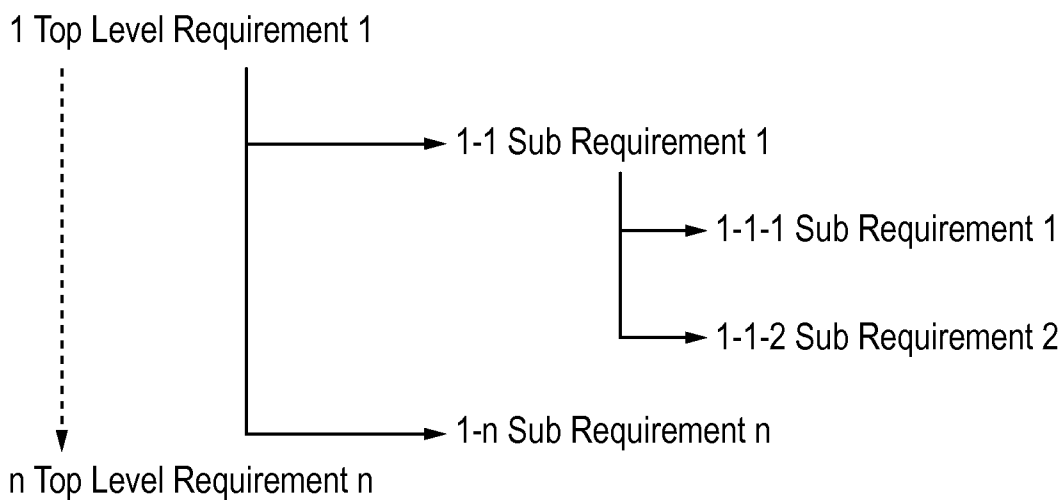 1 Top Level Requirement 1
1-1 Sub Requirement 1
1-1-1 Sub Requirement 1
1-1-2 Sub Requirement 2
1-n Sub Requirement n
n Top Level Requirement n